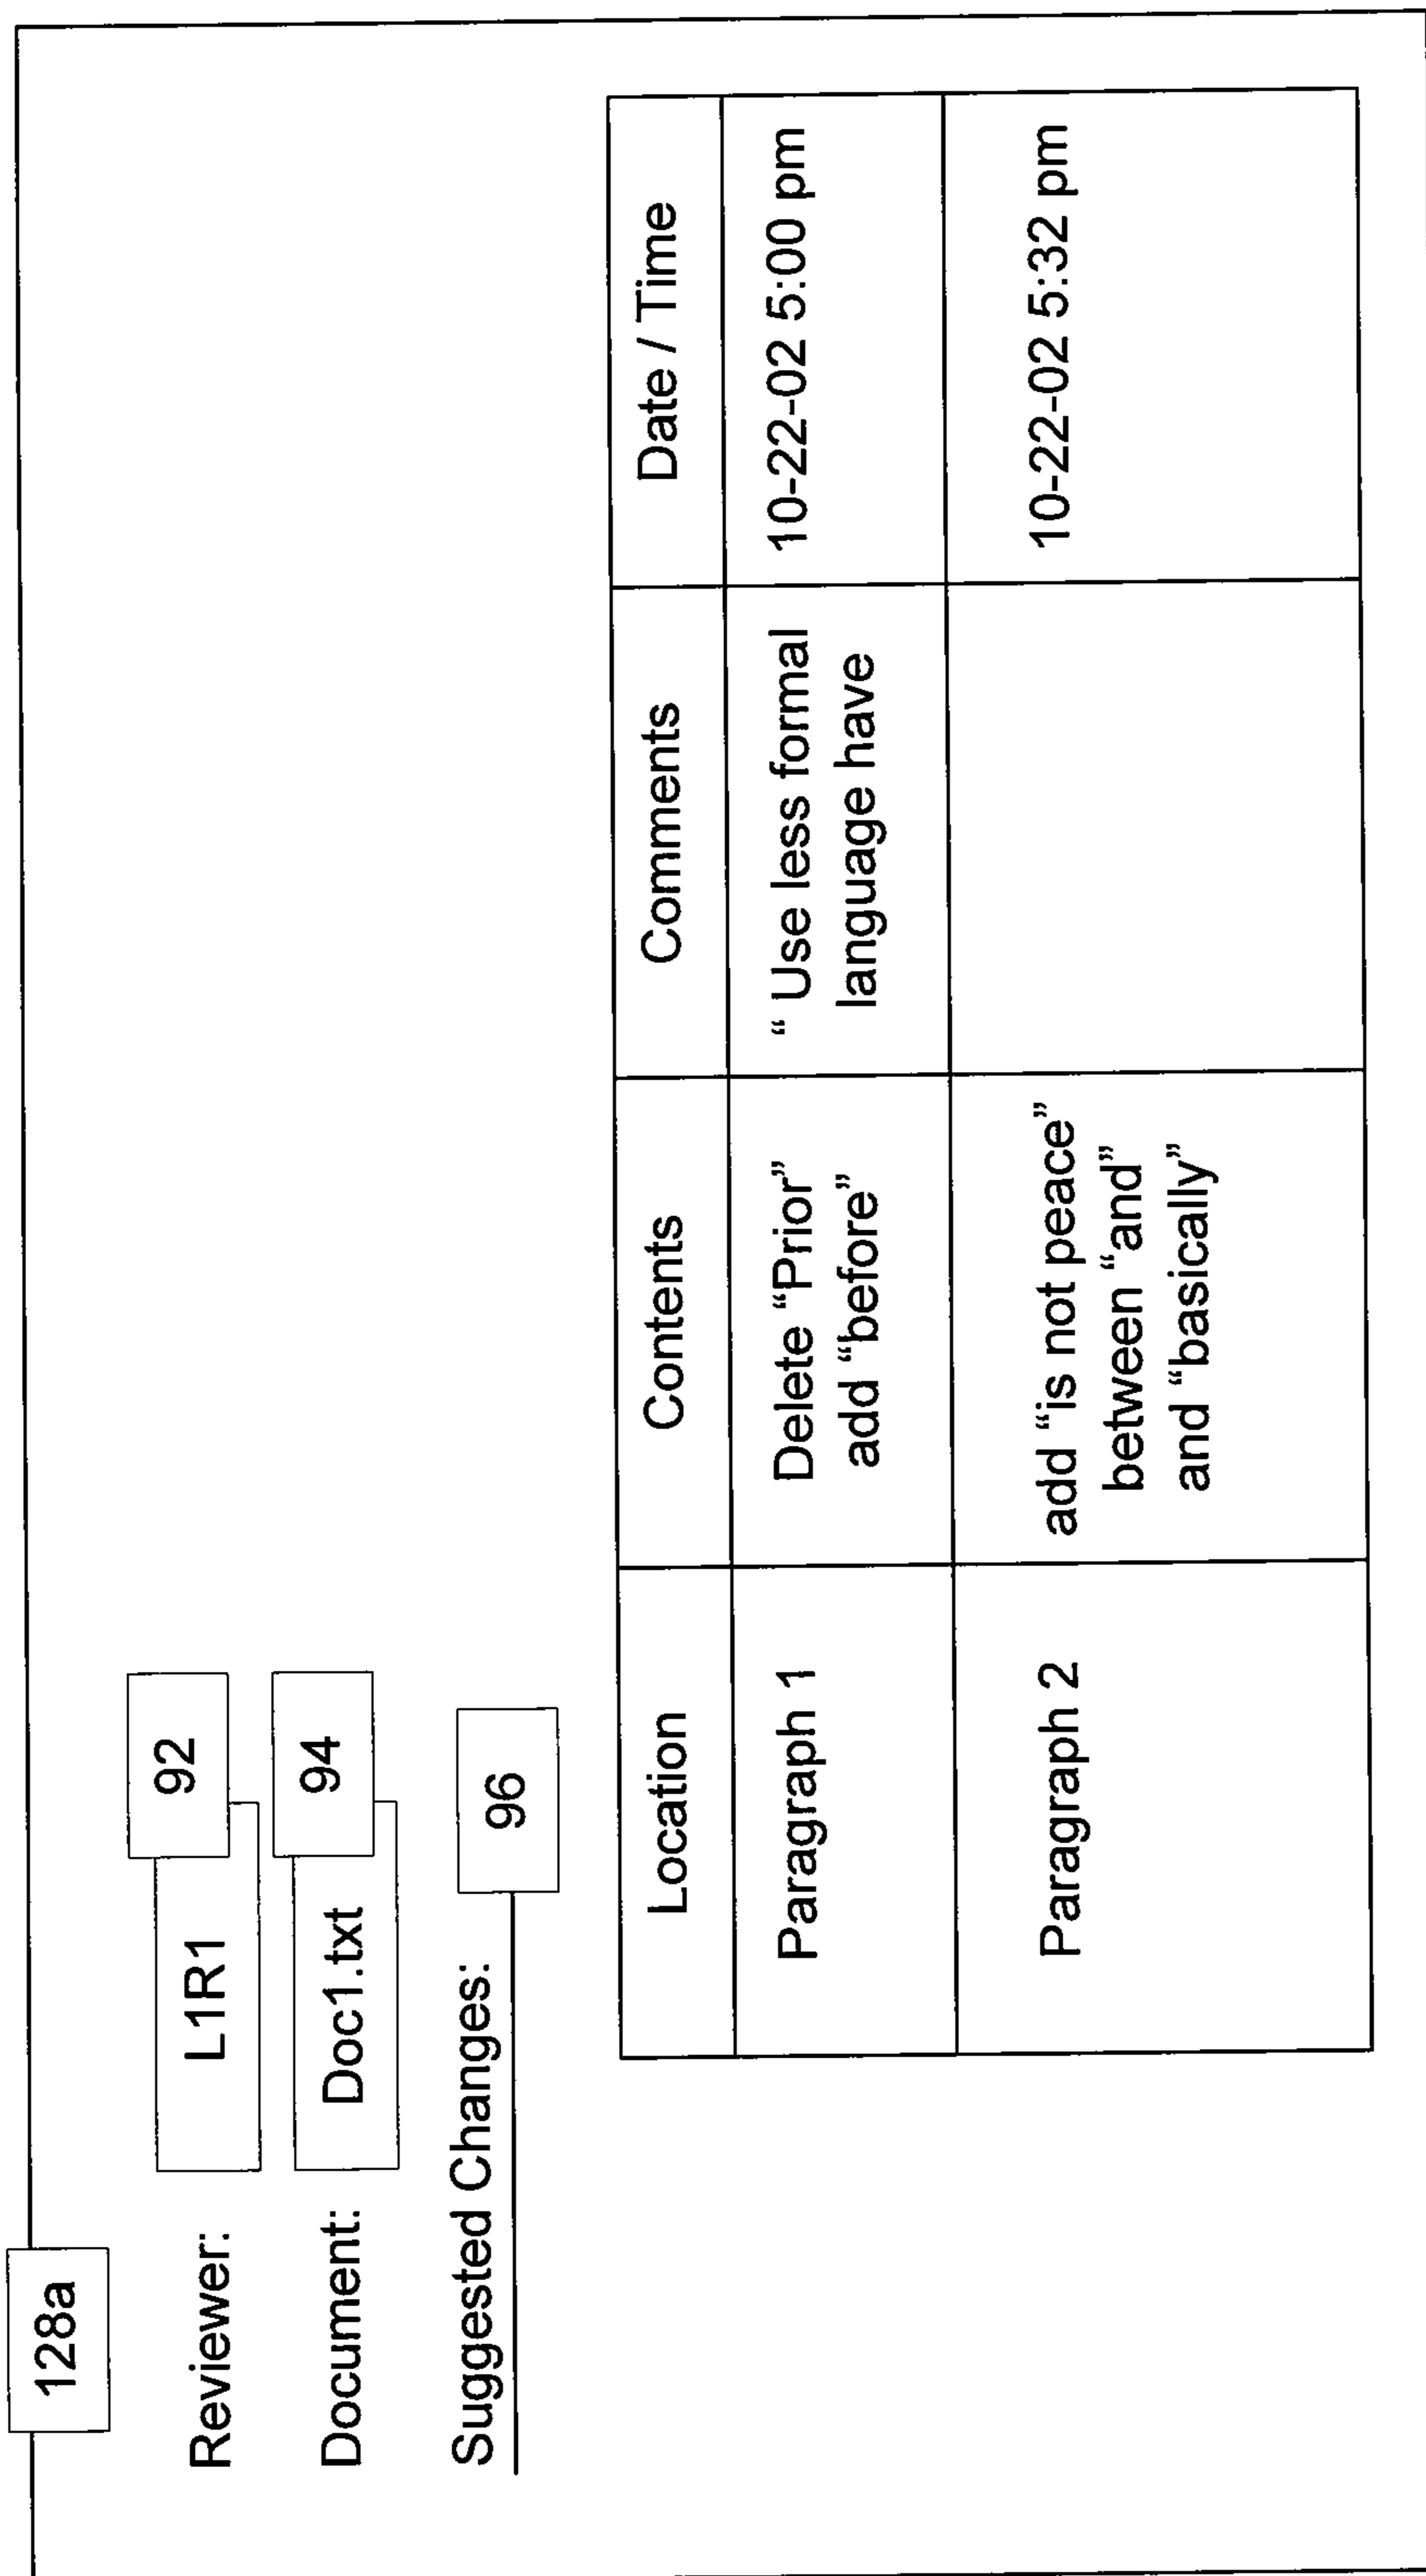 128a
Reviewer: L1R1 92
Document: Doc1.txt 94
Suggested Changes: 96
Location Contents Comments Date / Time
Paragraph 1 Delete “Prior” “ Use less formal 10-22-02 5:00 pm
add “before” language have
Paragraph 2 add “is not peace” 10-22-02 5:32 pm
between “and”
and “basically”